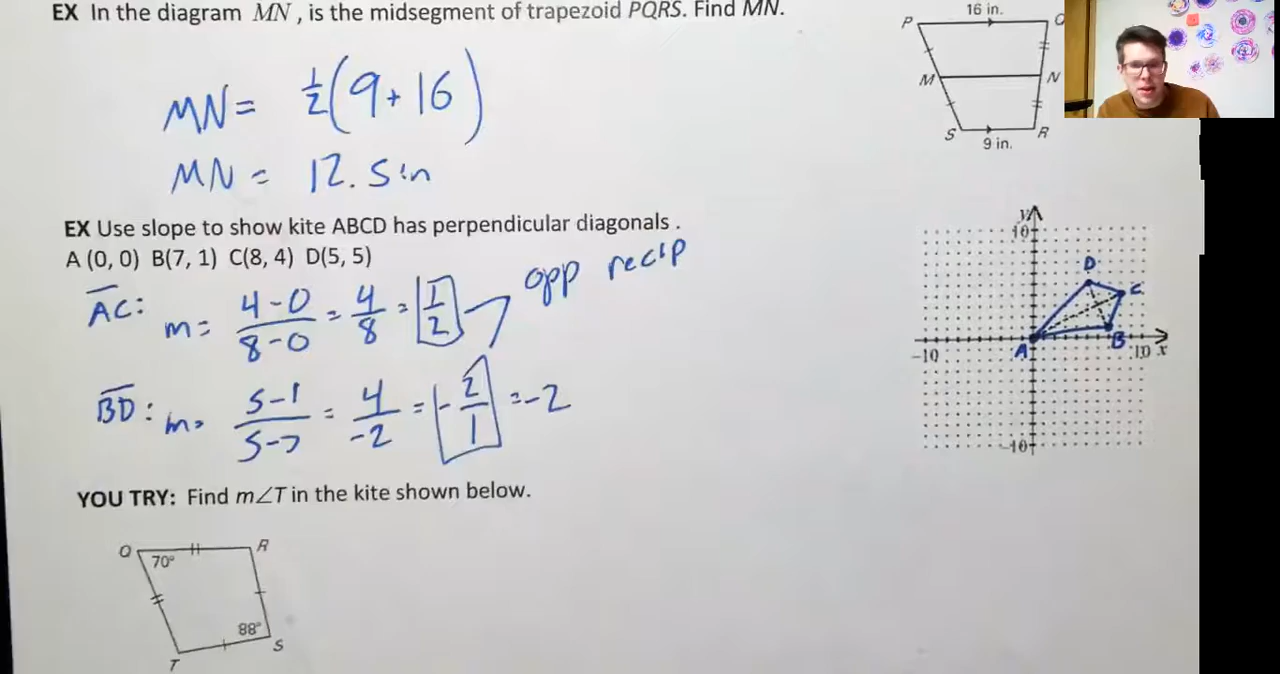 EX In the diagram MN , is the midsegment of trapezoid PQRS. Find MN.
MN = ½(9+16)
MN = 12.5in
P
16 in.
M
N
S
9 in.
R
EX Use slope to show kite ABCD has perpendicular diagonals .
A (0, 0) B(7, 1) C(8, 4) D(5, 5)
AC: m= 4-0/8-0 = 4/8 = 1/2 opp recip
BD: m= 5-1/5-7 = 4/-2 = -2/1 = -2
y
10
D
C
-10
A
B
10 x
-10
YOU TRY: Find m∠T in the kite shown below.
Q
R
70°
88°
S
T